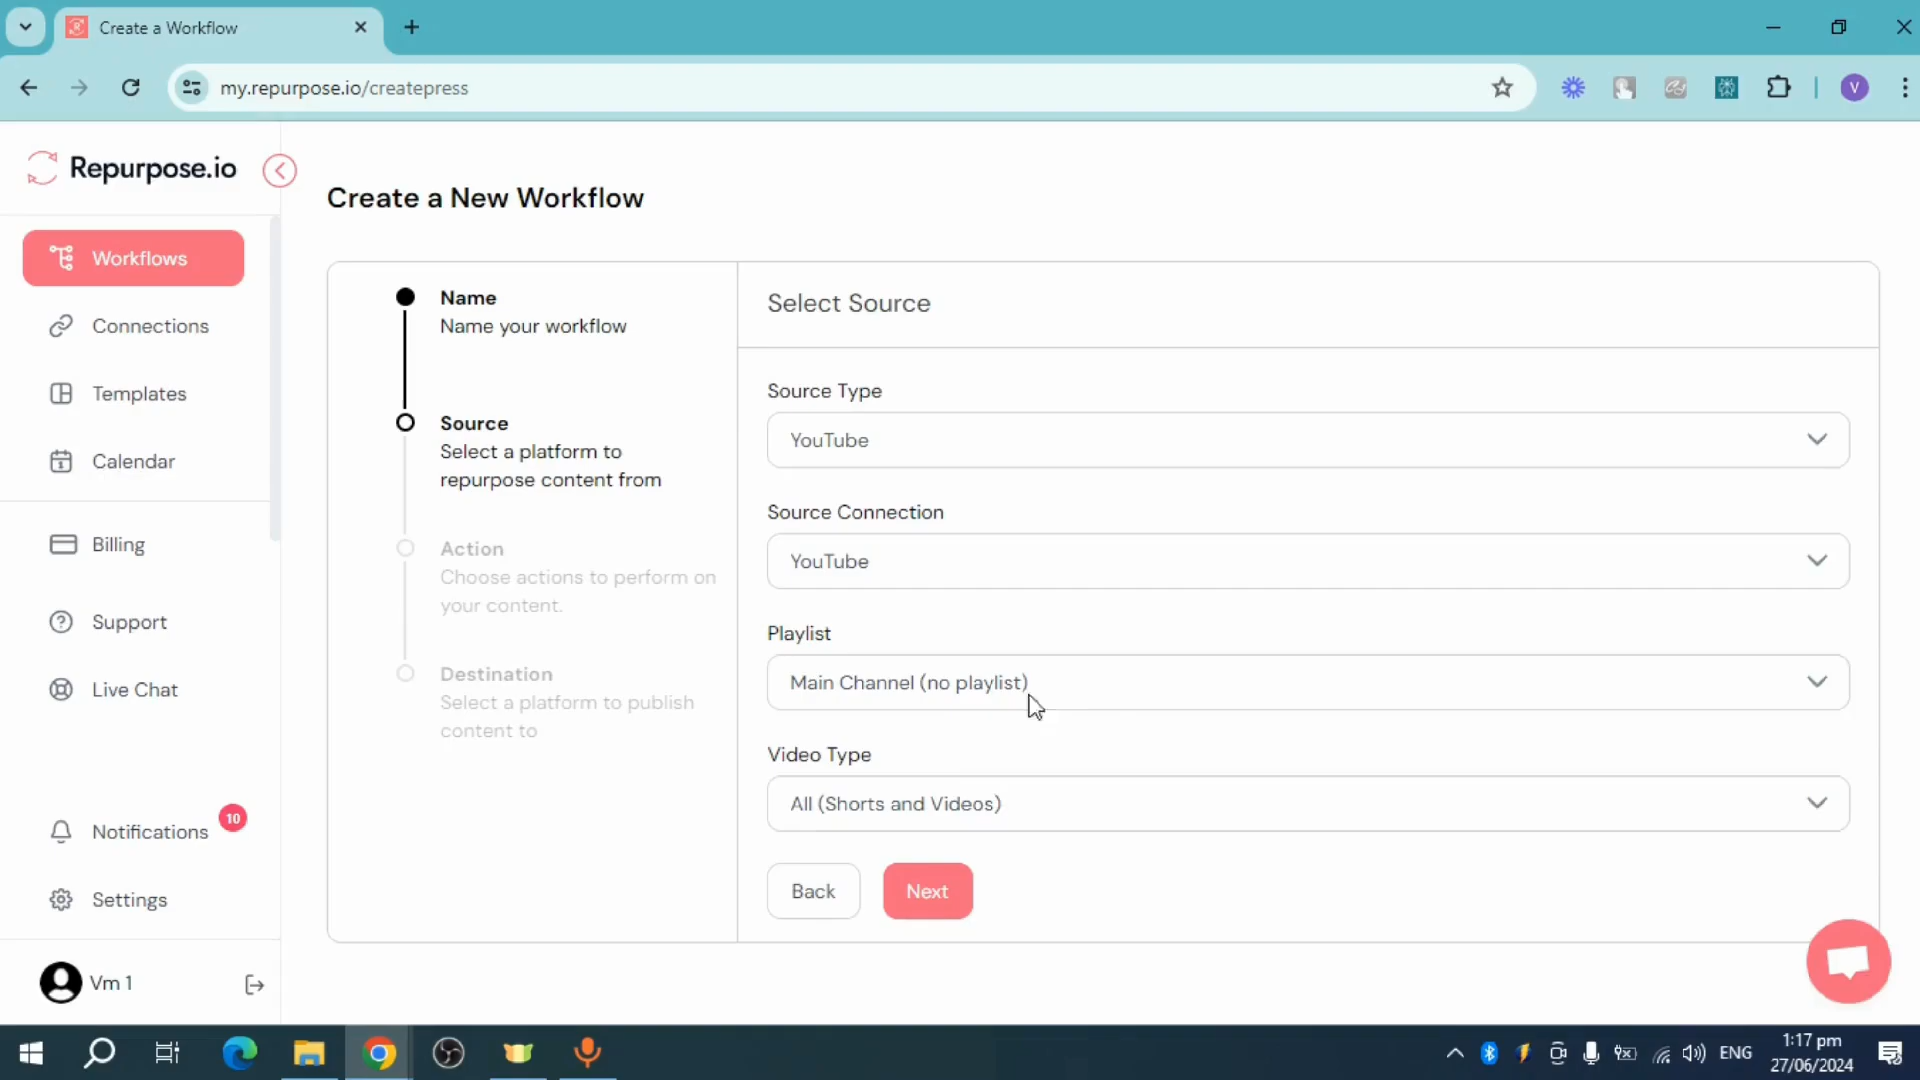 Create a Workflow
my.repurpose.io/createpress
V
Repurpose.io
Create a New Workflow
Workflows
Connections
Templates
Calendar
Billing
Support
Live Chat
Notifications 10
Settings
Vm 1
Name
Name your workflow
Source
Select a platform to
repurpose content from
Action
Choose actions to perform on
your content.
Destination
Select a platform to publish
content to
Select Source
Source Type
YouTube
Source Connection
YouTube
Playlist
Main Channel (no playlist)
Video Type
All (Shorts and Videos)
Back
Next
ENG
1:17 pm
27/06/2024